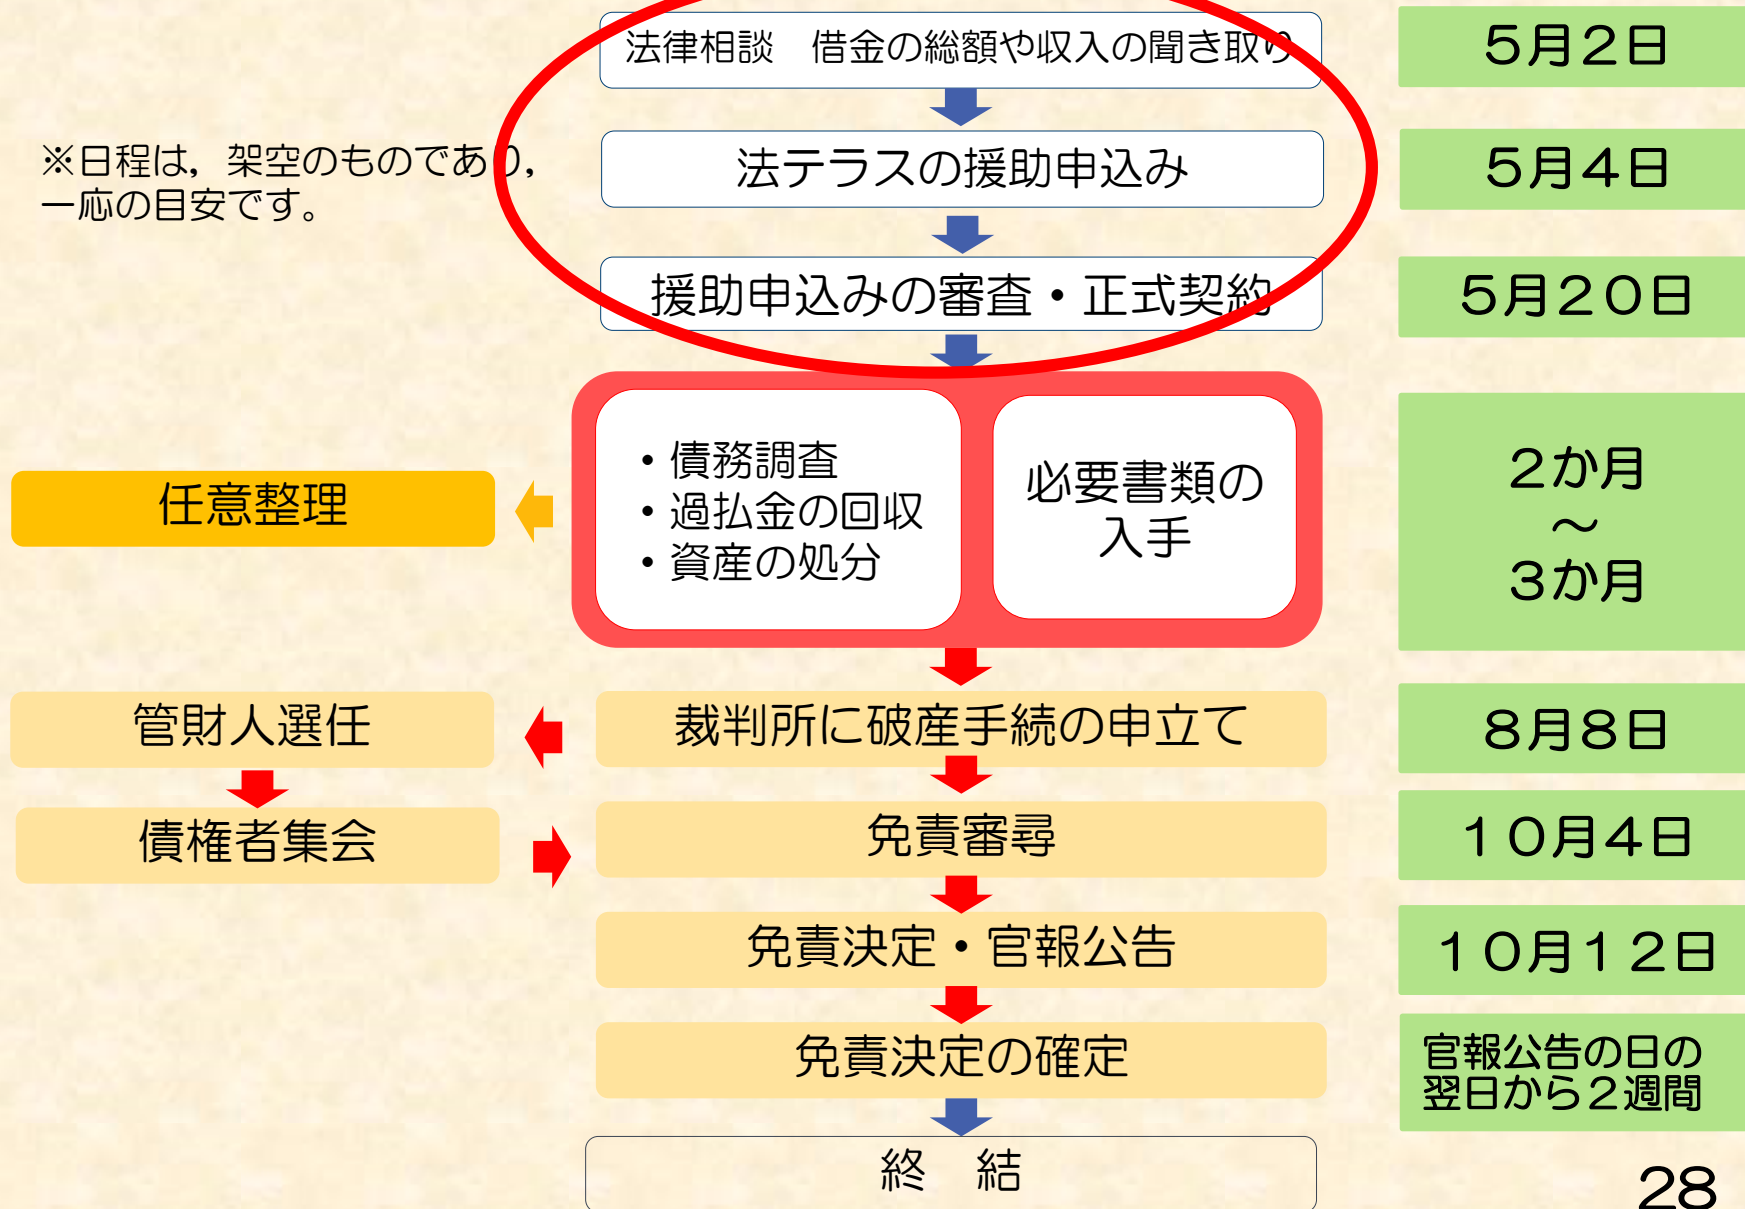 法律相談　借金の総額や収入の聞き取り
5月2日
※日程は，架空のものであり，
一応の目安です。
法テラスの援助申込み
5月4日
援助申込みの審査・正式契約
5月20日
・債務調査
・過払金の回収
・資産の処分
必要書類の
入手
2か月
～
3か月
任意整理
裁判所に破産手続の申立て
8月8日
管財人選任
債権者集会
免責審尋
10月4日
免責決定・官報公告
10月12日
免責決定の確定
官報公告の日の
翌日から2週間
終　結
28